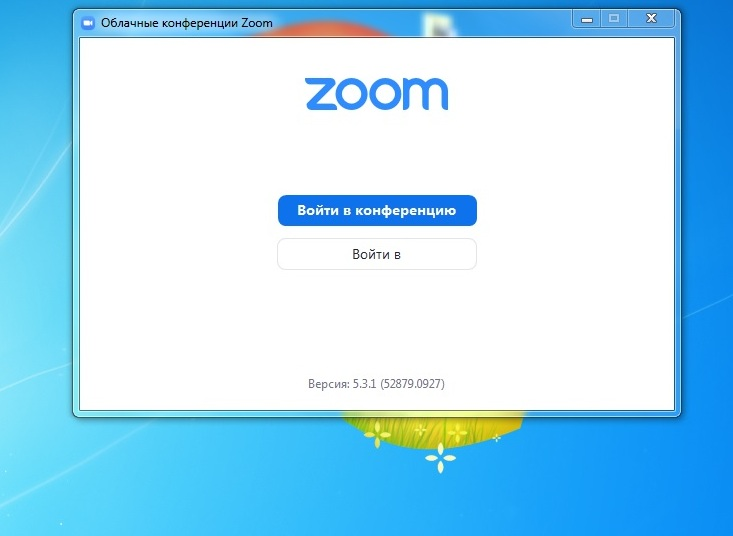 Облачные конференции Zoom
zoom
Войти в конференцию
Войти в
Версия: 5.3.1 (52879.0927)